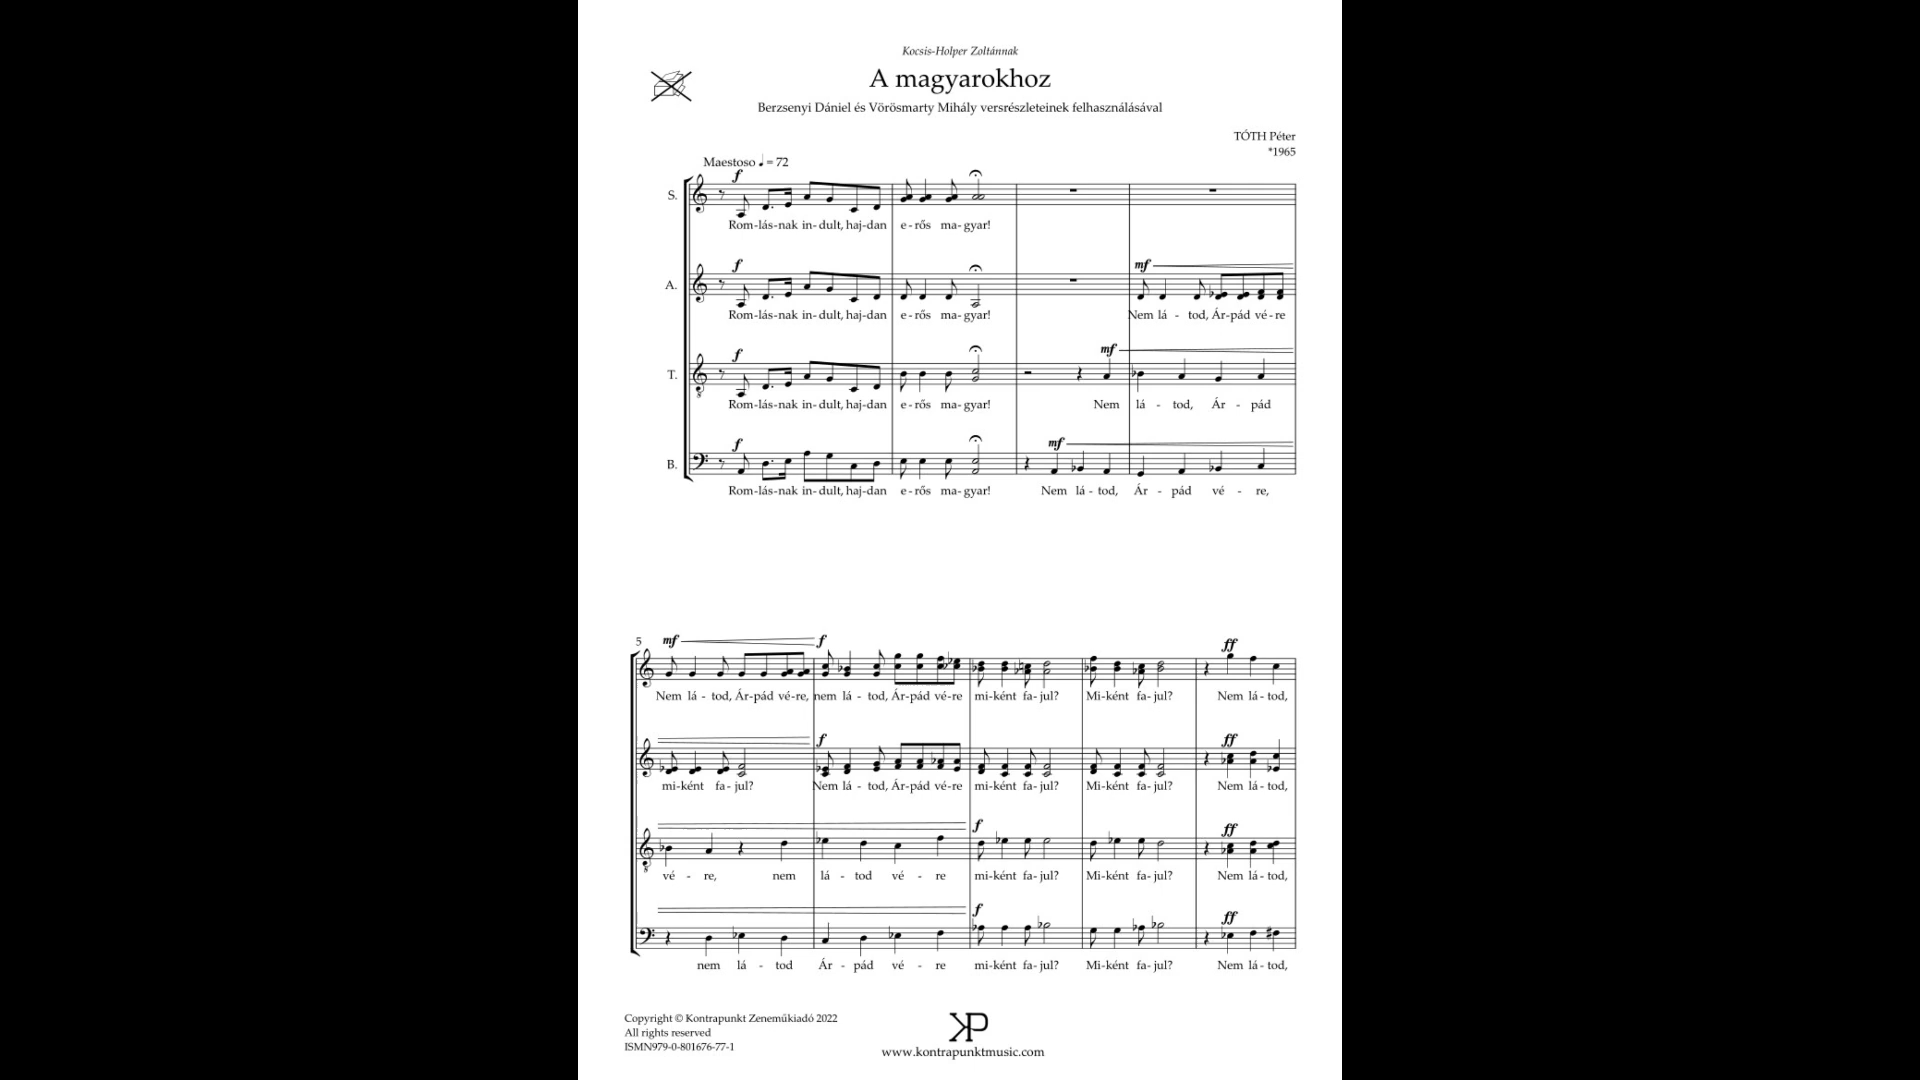 Kocsis-Holper Zoltánnak
A magyarokhoz
Berzsenyi Dániel és Vörösmarty Mihály versrészleteinek felhasználásával
TÓTH Péter
*1965
Maestoso ♩ = 72
f
S.
Rom-lás-nak in-dult, haj-dan e-rős ma-gyar!
f
mf
A.
Rom-lás-nak in-dult, haj-dan e-rős ma-gyar! Nem lá - tod, Ár-pád vé-re
f
mf
T.
Rom-lás-nak in-dult, haj-dan e-rős ma-gyar! Nem lá - tod, Ár - pád
f
mf
B.
Rom-lás-nak in-dult, haj-dan e-rős ma-gyar! Nem lá-tod, Ár - pád vé - re,
5 mf f ff
Nem lá - tod, Ár-pád vé-re, nem lá - tod, Ár-pád vé-re mi-ként fa-jul? Mi-ként fa-jul? Nem lá-tod,
f ff
mi-ként fa-jul? Nem lá - tod, Ár-pád vé-re mi-ként fa-jul? Mi-ként fa-jul? Nem lá-tod,
f ff
vé - re, nem lá - tod vé - re mi-ként fa-jul? Mi-ként fa-jul? Nem lá-tod,
f ff
nem lá - tod Ár - pád vé - re mi-ként fa-jul? Mi-ként fa-jul? Nem lá-tod,
Copyright © Kontrapunkt Zeneműkiadó 2022
All rights reserved
ISMN979-0-801676-77-1
KP
www.kontrapunktmusic.com